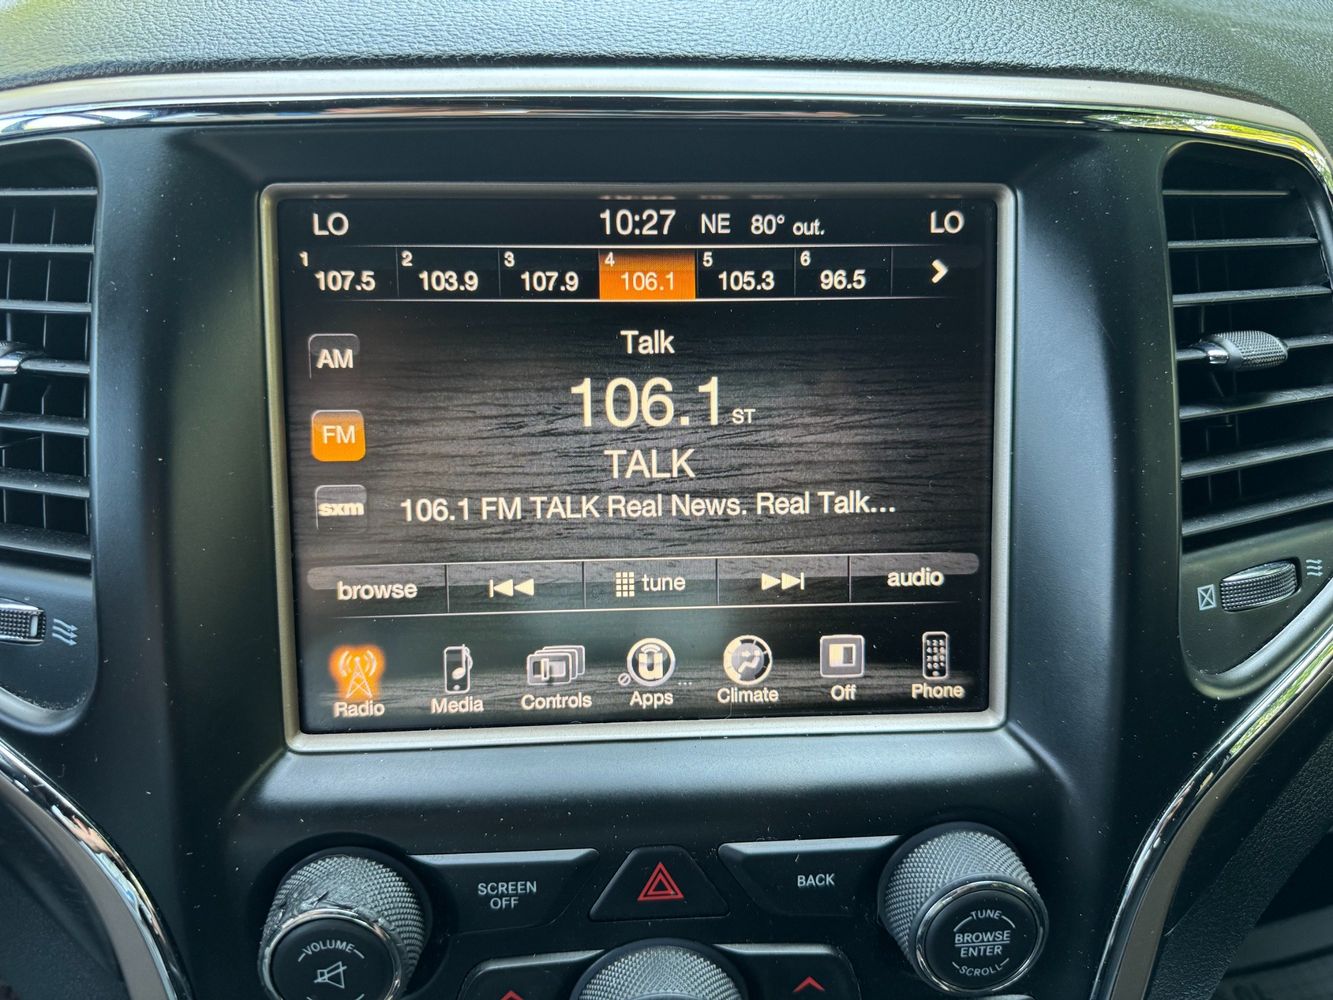 LO 10:27 NE 80° out. LO
1 107.5 2 103.9 3 107.9 4 106.1 5 105.3 6 96.5
Talk
AM
106.1 ST
FM
TALK
sxm
106.1 FM TALK Real News. Real Talk...
browse tune audio
Radio Media Controls Apps Climate Off Phone
SCREEN OFF
BACK
VOLUME
TUNE
BROWSE
ENTER
SCROLL